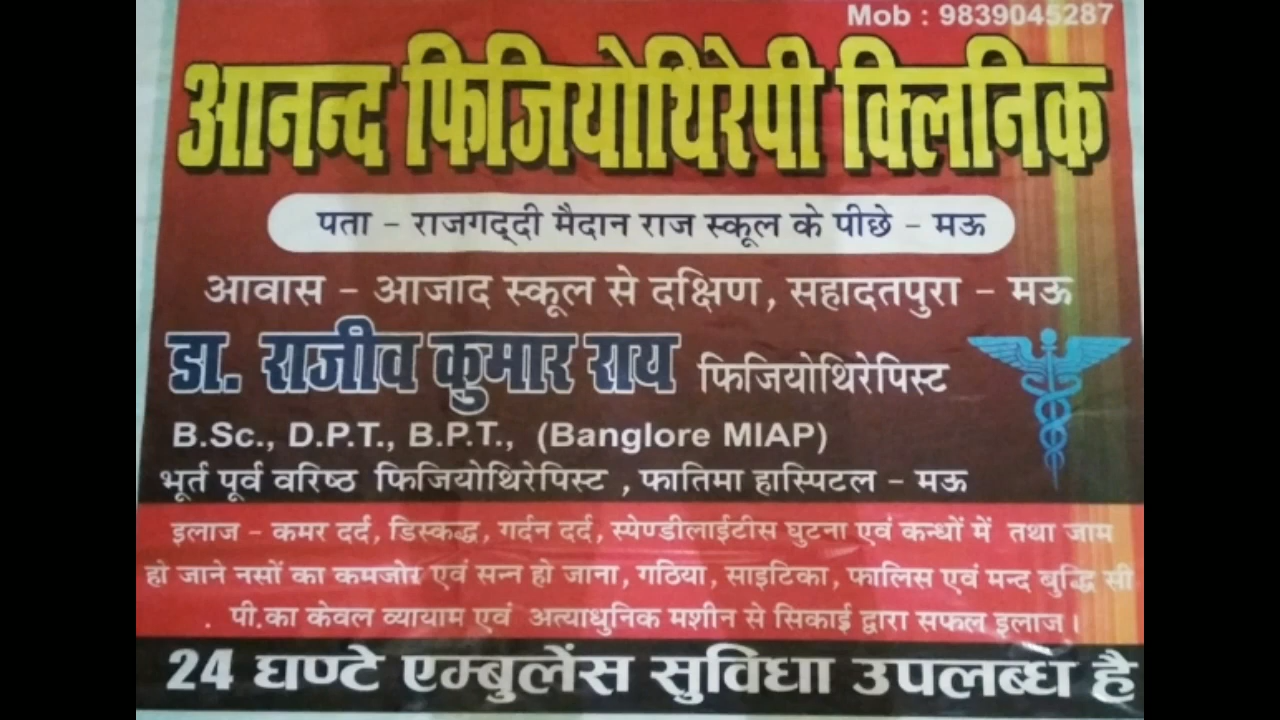 Mob : 9839045287
आनन्द फिजियोथिरेपी क्लिनिक
पता - राजगद्दी मैदान राज स्कूल के पीछे - मऊ
आवास - आजाद स्कूल से दक्षिण, सहादतपुरा - मऊ
डा. राजीव कुमार राय फिजियोथिरेपिस्ट
B.Sc., D.P.T., B.P.T., (Banglore MIAP)
भूर्त पूर्व वरिष्ठ फिजियोथिरेपिस्ट , फातिमा हास्पिटल - मऊ
इलाज - कमर दर्द, डिस्कद्ध, गर्दन दर्द, स्पेण्डीलाईटीस घुटना एवं कन्धों में तथा जाम
हो जाने नसों का कमजोर एवं सन्न हो जाना, गठिया, साइटिका, फालिस एवं मन्द बुद्धि सी
. पी.का केवल व्यायाम एवं अत्याधुनिक मशीन से सिकाई द्वारा सफल इलाज।
24 घण्टे एम्बुलेंस सुविधा उपलब्ध है